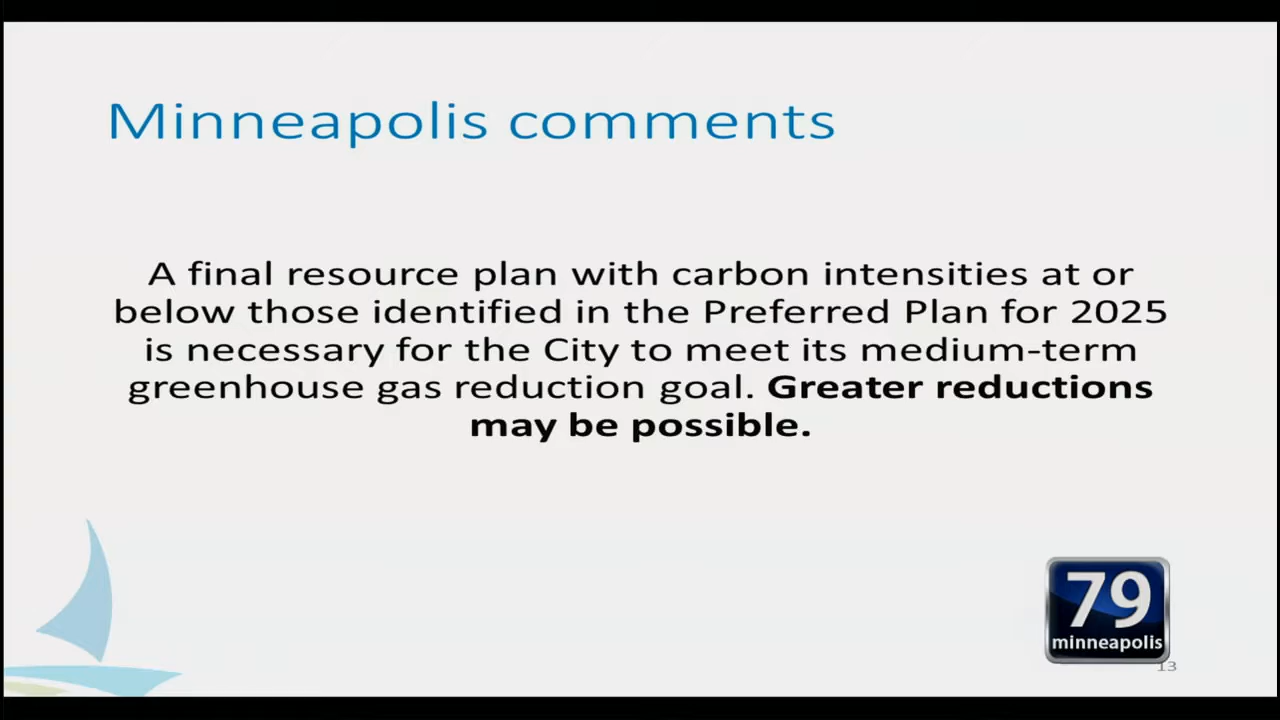 Minneapolis comments
A final resource plan with carbon intensities at or
below those identified in the Preferred Plan for 2025
is necessary for the City to meet its medium-term
greenhouse gas reduction goal. Greater reductions
may be possible.
79
minneapolis
13